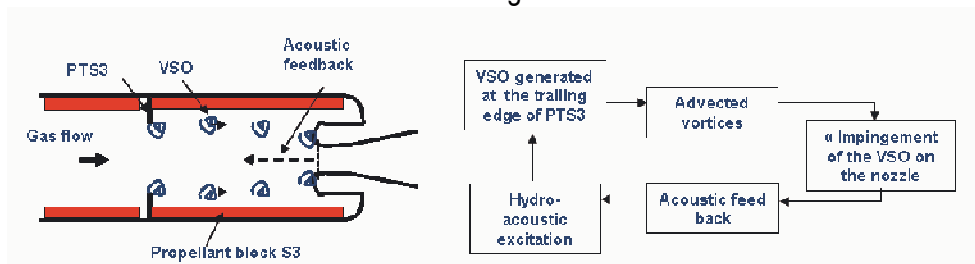 PTS3
VSO
Acoustic
feedback
Gas flow
Propellant block S3
VSO generated
at the trailing
edge of PTS3
Advected
vortices
« Impingement
of the VSO on
the nozzle
Acoustic feed
back
Hydro-
acoustic
excitation